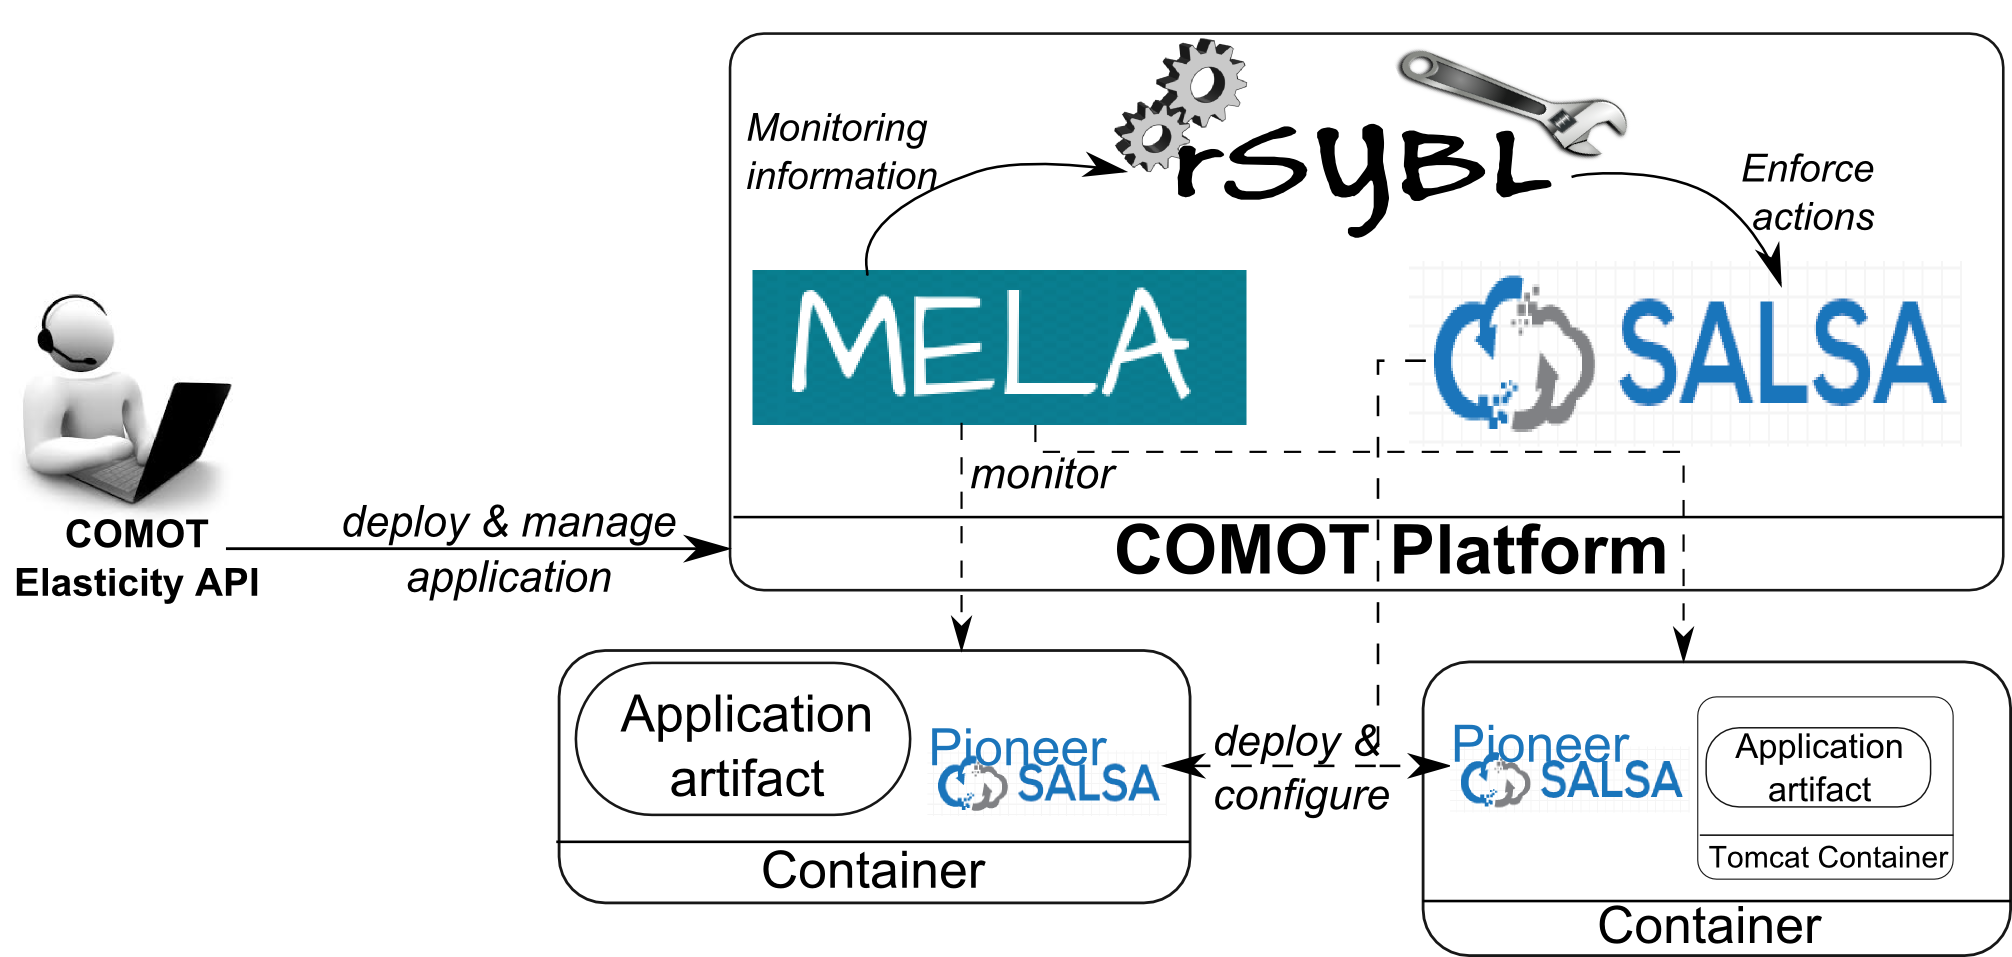 Monitoring
information
rSYBL
Enforce
actions
MELA
SALSA
monitor
COMOT
Elasticity API
deploy & manage
application
COMOT Platform
Application
artifact
Pioneer
SALSA
Container
deploy &
configure
Pioneer
SALSA
Application
artifact
Tomcat Container
Container